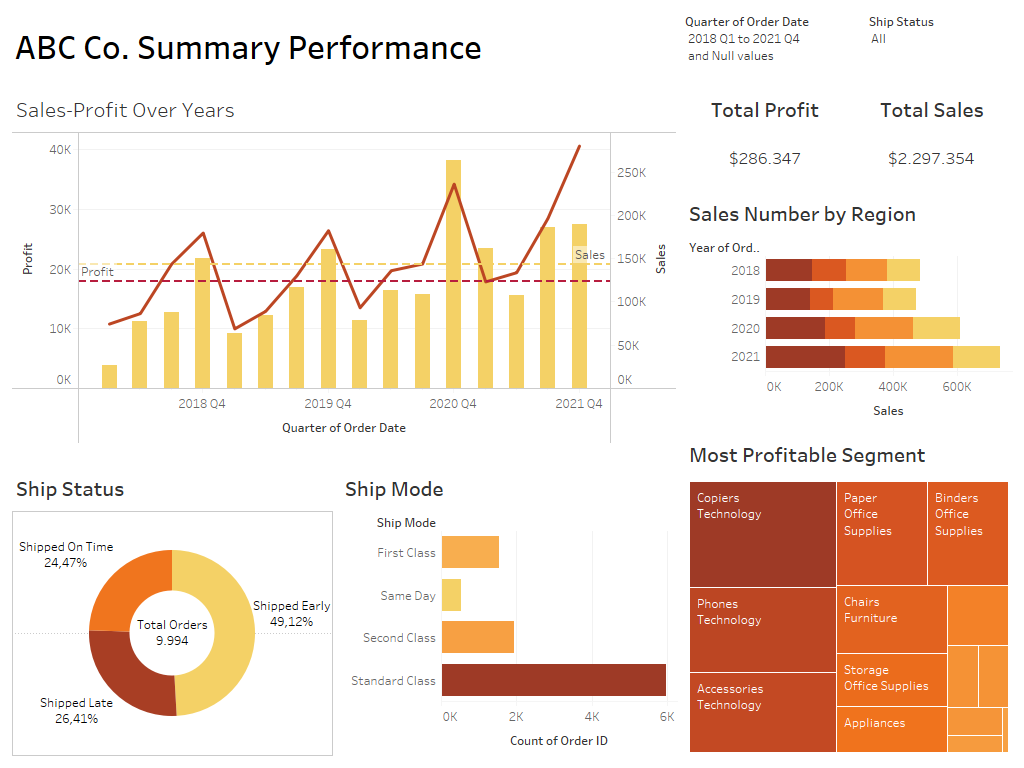 ABC Co. Summary Performance
Quarter of Order Date
2018 Q1 to 2021 Q4
and Null values
Ship Status
All
Sales-Profit Over Years
40K
30K
20K
10K
0K
Profit
Profit
Sales
250K
200K
150K
100K
50K
0K
Sales
2018 Q4
2019 Q4
2020 Q4
2021 Q4
Quarter of Order Date
Total Profit
$286.347
Total Sales
$2.297.354
Sales Number by Region
Year of Ord..
2018
2019
2020
2021
0K
200K
400K
600K
Sales
Ship Status
Shipped On Time
24,47%
Shipped Early
49,12%
Total Orders
9.994
Shipped Late
26,41%
Ship Mode
Ship Mode
First Class
Same Day
Second Class
Standard Class
0K
2K
4K
6K
Count of Order ID
Most Profitable Segment
Copiers
Technology
Phones
Technology
Accessories
Technology
Paper
Office
Supplies
Binders
Office
Supplies
Chairs
Furniture
Storage
Office Supplies
Appliances